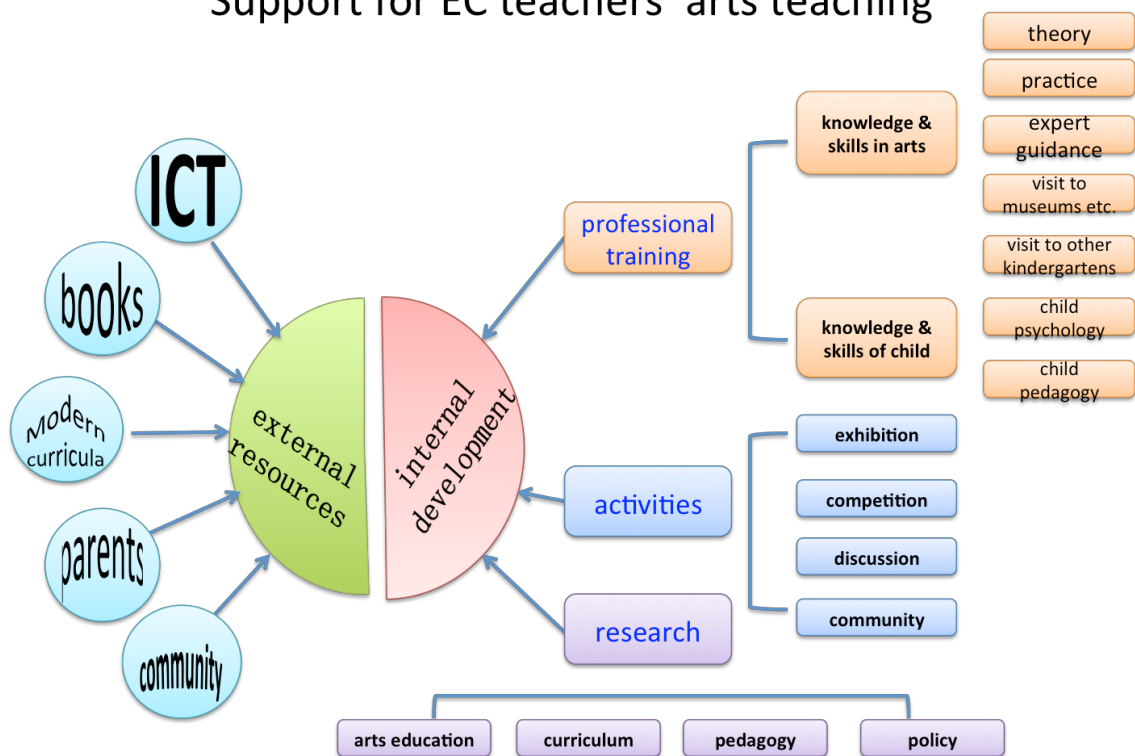 Support for EC teachers' arts teaching
theory
practice
expert
guidance
visit to
museums etc.
visit to other
kindergartens
child
psychology
child
pedagogy
knowledge &
skills in arts
knowledge &
skills of child
professional
training
ICT
books
Modern
curricula
parents
community
external
resources
internal
development
activities
exhibition
competition
discussion
community
research
arts education
curriculum
pedagogy
policy